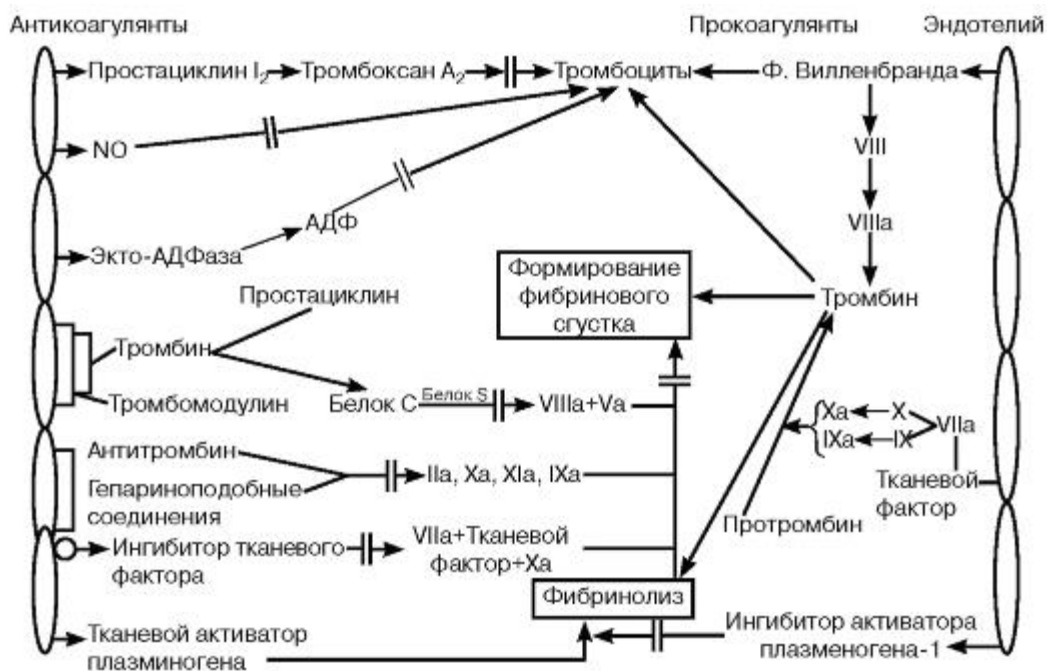 Антикоагулянты
Прокоагулянты
Эндотелий
Простациклин I₂
Тромбоксан А₂
Тромбоциты
Ф. Вилленбранда
NO
VIII
АДФ
VIIIa
Экто-АДФаза
Формирование
фибринового
сгустка
Простациклин
Тромбин
Тромбин
Тромбомодулин
Белок С
Белок S
VIIIa+Va
Xa
X
VIIa
IXa
IX
Антитромбин
Гепариноподобные
соединения
IIa, Xa, XIa, IXa
Тканевой
фактор
Протромбин
Ингибитор тканевого
фактора
VIIa+Тканевой
фактор+Xa
Фибринолиз
Тканевой активатор
плазминогена
Ингибитор активатора
плазменогена-1